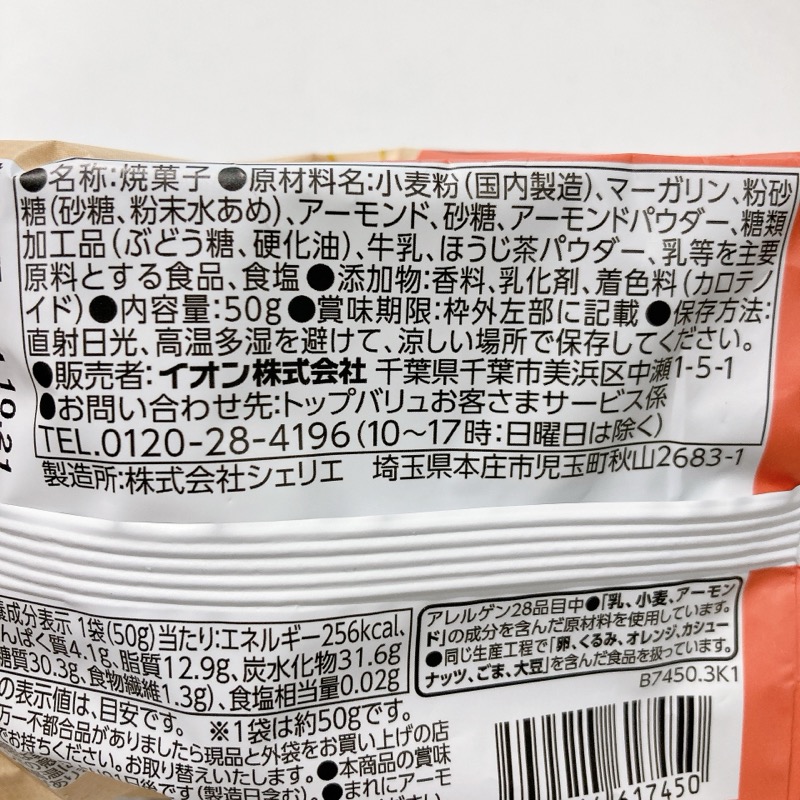 ●名称:焼菓子 ●原材料名:小麦粉(国内製造)、マーガリン、粉砂
糖(砂糖、粉末水あめ)、アーモンド、砂糖、アーモンドパウダー、糖類
加工品(ぶどう糖、硬化油)、牛乳、ほうじ茶パウダー、乳等を主要
原料とする食品、食塩 ●添加物:香料、乳化剤、着色料(カロテノ
イド) ●内容量:50g ●賞味期限:枠外左部に記載 ●保存方法:
直射日光、高温多湿を避けて、涼しい場所で保存してください。
●販売者:イオン株式会社 千葉県千葉市美浜区中瀬1-5-1
●お問い合わせ先:トップバリュお客さまサービス係
TEL.0120-28-4196(10〜17時:日曜日は除く)
製造所:株式会社シェリエ 埼玉県本庄市児玉町秋山2683-1
養成分表示 1袋(50g)当たり:エネルギー256kcal、
んぱく質4.1g、脂質12.9g、炭水化物31.6g
糖質30.3g、食物繊維1.3g)、食塩相当量0.02g
の表示値は、目安です。 ※1袋は約50gです。
万一不都合品がありましたら現品と外袋をお買い上げの店
でお持ちください。お取り替えいたします。 ●本商品の賞味
日後です(製造日含む)。 ●まれにアーモ
アレルゲン28品目中●「乳、小麦、アーモン
ド」の成分を含んだ原材料を使用しています。
●同じ生産工程で「卵、くるみ、オレンジ、カシュー
ナッツ、ごま、大豆」を含んだ食品を扱っています。
B7450.3K1
617450